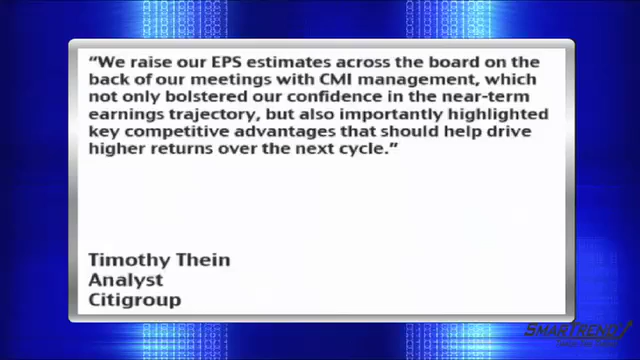 “We raise our EPS estimates across the board on the
back of our meetings with CMI management, which
not only bolstered our confidence in the near-term
earnings trajectory, but also importantly highlighted
key competitive advantages that should help drive
higher returns over the next cycle.”
Timothy Thein
Analyst
Citigroup
SMARTREND